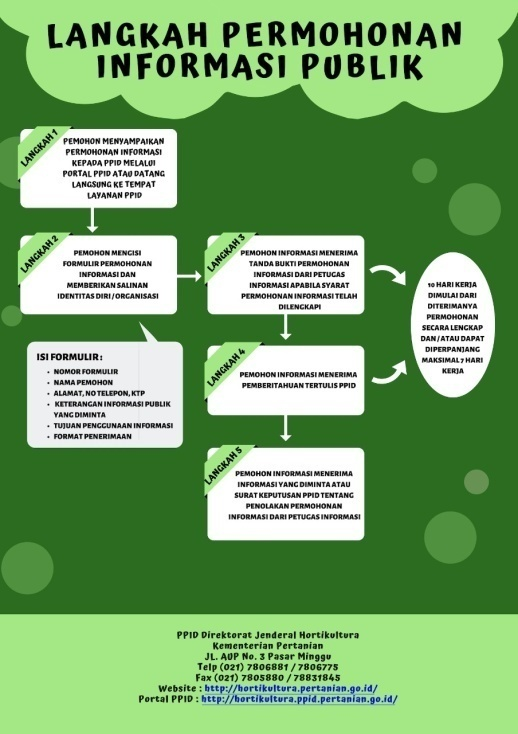 LANGKAH PERMOHONAN
INFORMASI PUBLIK
LANGKAH 1
PEMOHON MENYAMPAIKAN
PERMOHONAN INFORMASI
KEPADA PPID MELALUI
PORTAL PPID ATAU DATANG
LANGSUNG KE TEMPAT
LAYANAN PPID
LANGKAH 2
PEMOHON MENGISI
FORMULIR PERMOHONAN
INFORMASI DAN
MEMBERIKAN SALINAN
IDENTITAS DIRI /ORGANISASI
ISI FORMULIR :
• NOMOR FORMULIR
• NAMA PEMOHON
• ALAMAT, NO TELEPON, KTP
• KETERANGAN INFORMASI PUBLIK
YANG DIMINTA
• TUJUAN PENGGUNAAN INFORMASI
• FORMAT PENERIMAAN
LANGKAH 3
PEMOHON INFORMASI MENERIMA
TANDA BUKTI PERMOHONAN
INFORMASI DARI PETUGAS
INFORMASI APABILA SYARAT
PERMOHONAN INFORMASI TELAH
DILENGKAPI
LANGKAH 4
PEMOHON INFORMASI MENERIMA
PEMBERITAHUAN TERTULIS PPID
10 HARI KERJA
DIMULAI DARI
DITERIMANYA
PERMOHONAN
SECARA LENGKAP
DAN /ATAU DAPAT
DIPERPANJANG
MAKSIMAL 7 HARI
KERJA
LANGKAH 5
PEMOHON INFORMASI MENERIMA
INFORMASI YANG DIMINTA ATAU
SURAT KEPUTUSAN PPID TENTANG
PENOLAKAN PERMOHONAN
INFORMASI DARI PETUGAS INFORMASI
PPID Direktorat Jenderal Hortikultura
Kementerian Pertanian
JL. AUP No. 3 Pasar Minggu
Telp (021) 7806881 / 7806775
Fax (021) 7805880 / 78831845
Website : http://hortikultura.pertanian.go.id/
Portal PPID : http://hortikultura.ppid.pertanian.go.id/